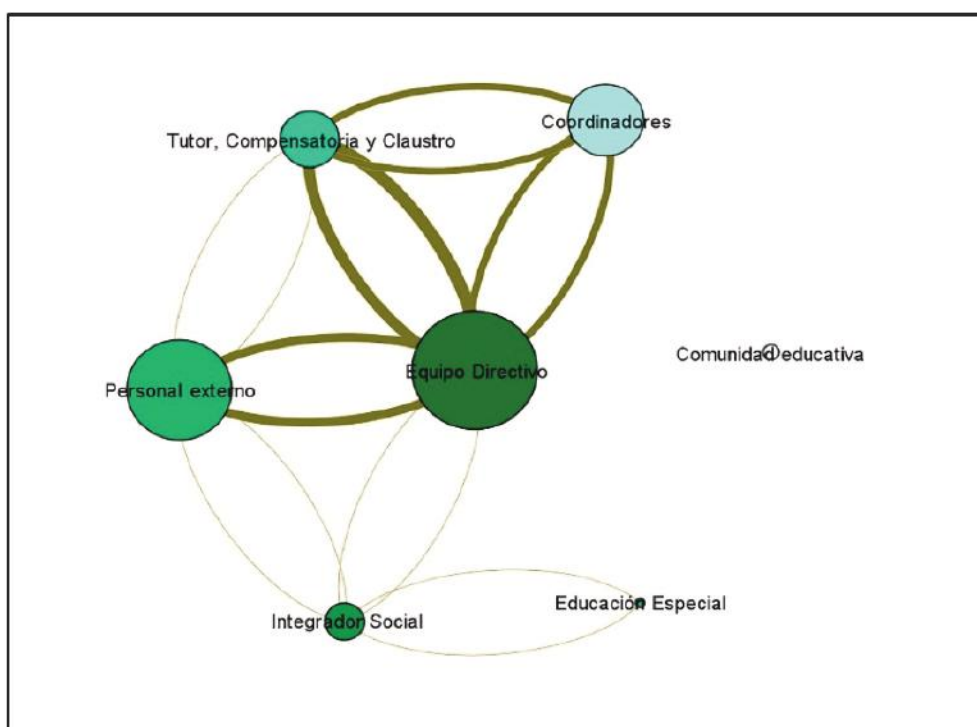 Coordinadores
Tutor, Compensatoria y Claustro
Comunidad educativa
Equipo Directivo
Personal externo
Educación Especial
Integrador Social